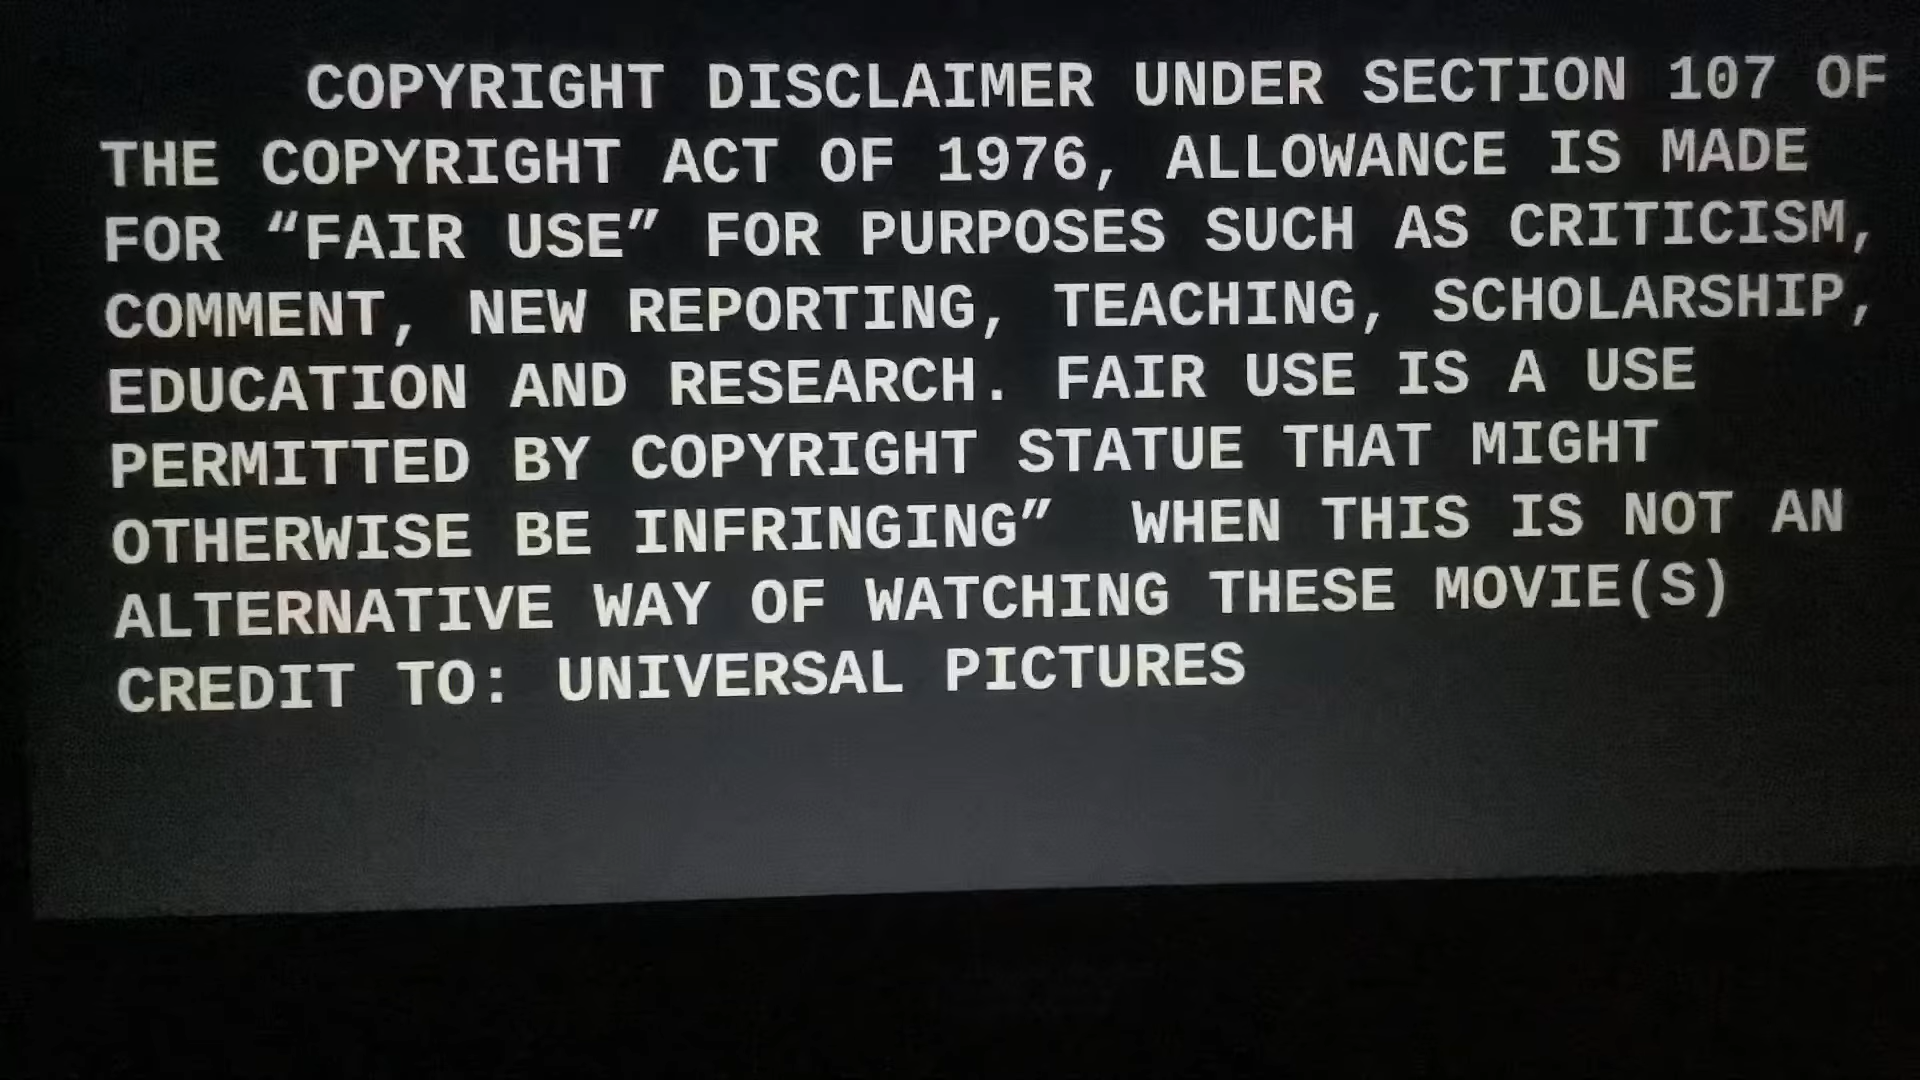 COPYRIGHT DISCLAIMER UNDER SECTION 107 OF
THE COPYRIGHT ACT OF 1976, ALLOWANCE IS MADE
FOR “FAIR USE” FOR PURPOSES SUCH AS CRITICISM,
COMMENT, NEW REPORTING, TEACHING, SCHOLARSHIP,
EDUCATION AND RESEARCH. FAIR USE IS A USE
PERMITTED BY COPYRIGHT STATUE THAT MIGHT
OTHERWISE BE INFRINGING” WHEN THIS IS NOT AN
ALTERNATIVE WAY OF WATCHING THESE MOVIE(S)
CREDIT TO: UNIVERSAL PICTURES